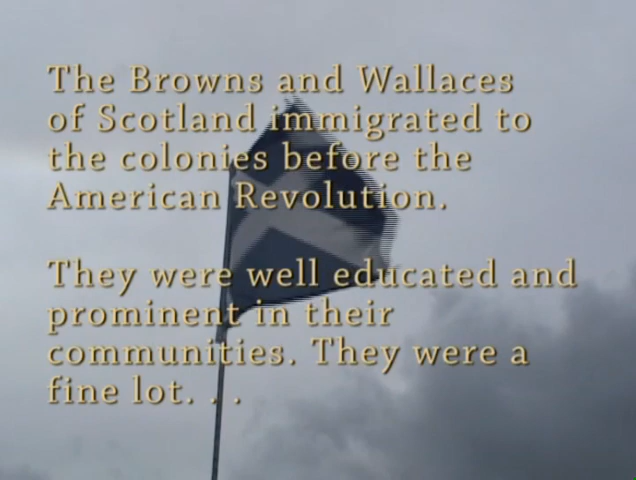 The Browns and Wallaces
of Scotland immigrated to
the colonies before the
American Revolution.
They were well educated and
prominent in their
communities. They were a
fine lot. . .